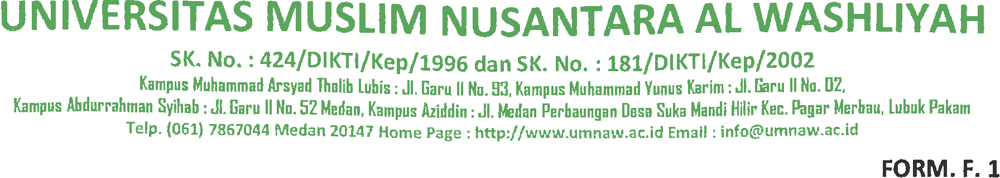 UNIVERSITAS MUSLIM NUSANTARA AL WASHLIYAH
SK. No. : 424/DIKTI/Kep/1996 dan SK. No. : 181/DIKTI/Kep/2002
Kampus Muhammad Arsyad Thalib Lubis : Jl. Garu II No. 93, Kampus Muhammad Yunus Karim : Jl. Garu II No. 02,
Kampus Abdurrahman Syihab : Jl. Garu II No. 52 Medan, Kampus Aziddin : Jl. Medan Perbaungan Desa Suka Mandi Hilir Kec. Pagar Merbau, Lubuk Pakam
Telp. (061) 7867044 Medan 20147 Home Page : http://www.umnaw.ac.id Email : info@umnaw.ac.id
FORM. F. 1